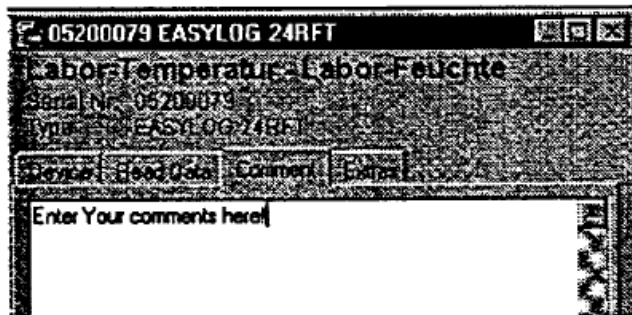 05200079 EASYLOG 24RFT
Labor-Temperatur - Labor-Feuchte
Serial Nr. 05200079
Type EASYLOG 24RFT
Device Read Data Comment Extras
Enter Your comments here!